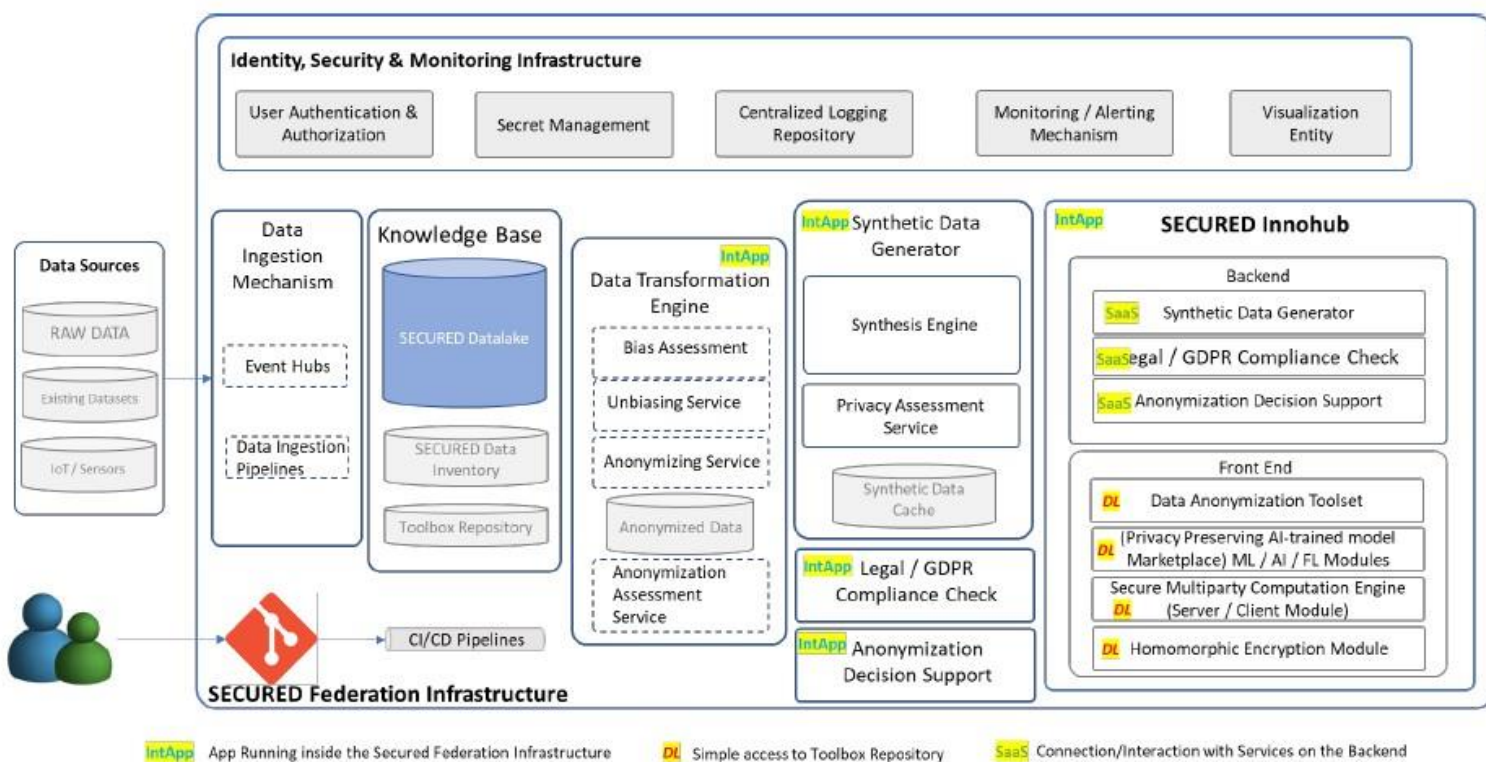 Identity, Security & Monitoring Infrastructure
User Authentication &
Authorization
Secret Management
Centralized Logging
Repository
Monitoring / Alerting
Mechanism
Visualization
Entity
Data Sources
RAW DATA
Existing Datasets
IoT / Sensors
Data
Ingestion
Mechanism
Event Hubs
Data Ingestion
Pipelines
Knowledge Base
SECURED Datalake
SECURED Data
Inventory
Toolbox Repository
CI/CD Pipelines
IntApp
Data Transformation
Engine
Bias Assessment
Unbiasing Service
Anonymizing Service
Anonymized Data
Anonymization
Assessment
Service
IntApp Synthetic Data
Generator
Synthesis Engine
Privacy Assessment
Service
Synthetic Data
Cache
IntApp Legal / GDPR
Compliance Check
IntApp Anonymization
Decision Support
IntApp SECURED Innohub
Backend
SaaS Synthetic Data Generator
SaaS egal / GDPR Compliance Check
SaaS Anonymization Decision Support
Front End
DL Data Anonymization Toolset
DL (Privacy Preserving AI-trained model
Marketplace) ML / AI / FL Modules
Secure Multiparty Computation Engine
DL (Server / Client Module)
DL Homomorphic Encryption Module
SECURED Federation Infrastructure
IntApp App Running inside the Secured Federation Infrastructure
DL Simple access to Toolbox Repository
SaaS Connection/Interaction with Services on the Backend